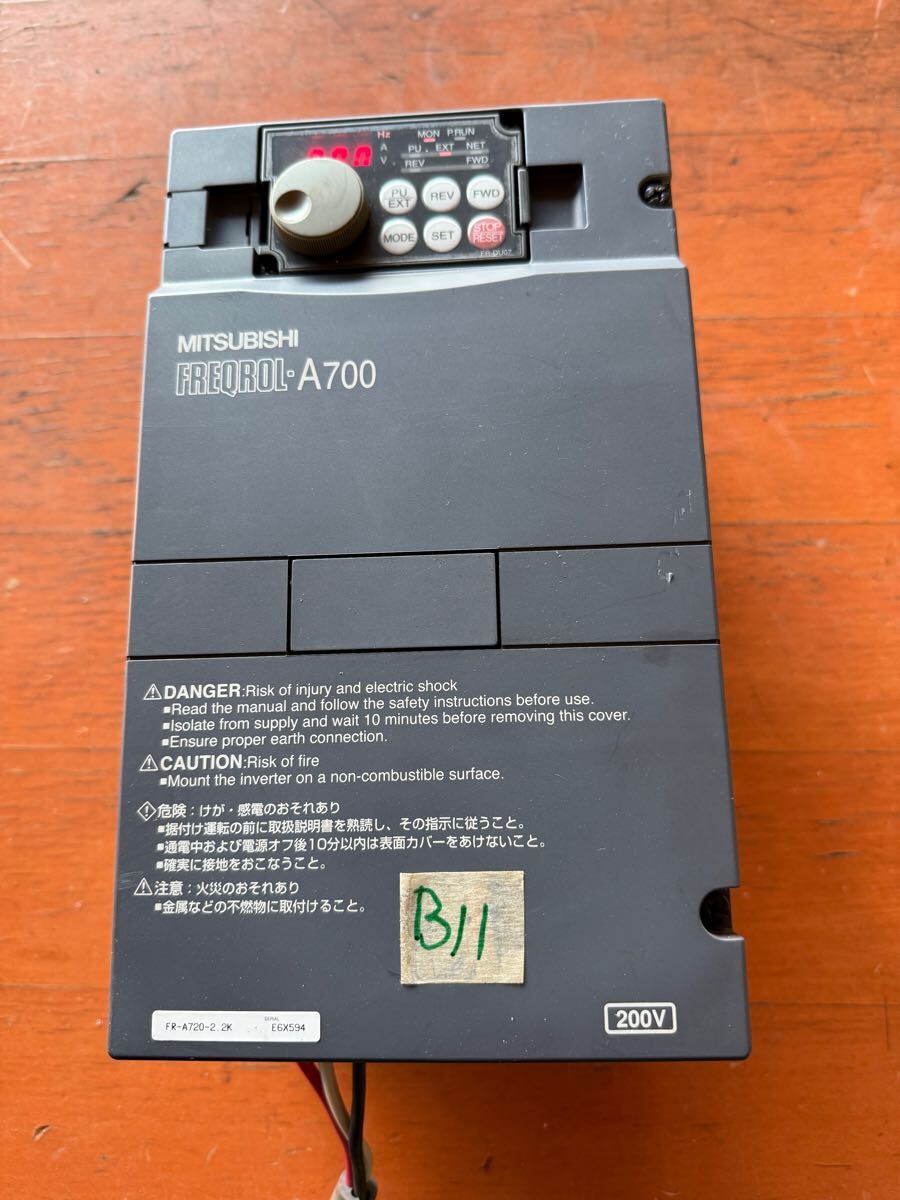 Hz
MON P.RUN
A
PU EXT NET
V
REV FWD
PU
EXT
REV
FWD
MODE
SET
STOP
RESET
FR-DU07
MITSUBISHI
FREQROL-A700
DANGER:Risk of injury and electric shock
■Read the manual and follow the safety instructions before use.
■Isolate from supply and wait 10 minutes before removing this cover.
■Ensure proper earth connection.
CAUTION:Risk of fire
■Mount the inverter on a non-combustible surface.
危険:けが・感電のおそれあり
■据付け運転の前に取扱説明書を熟読し、その指示に従うこと。
■通電中および電源オフ後10分以内は表面カバーをあけないこと。
■確実に接地をおこなうこと。
注意:火災のおそれあり
■金属などの不燃物に取付けること。
B11
SERIAL
FR-A720-2.2K E6X594
200V